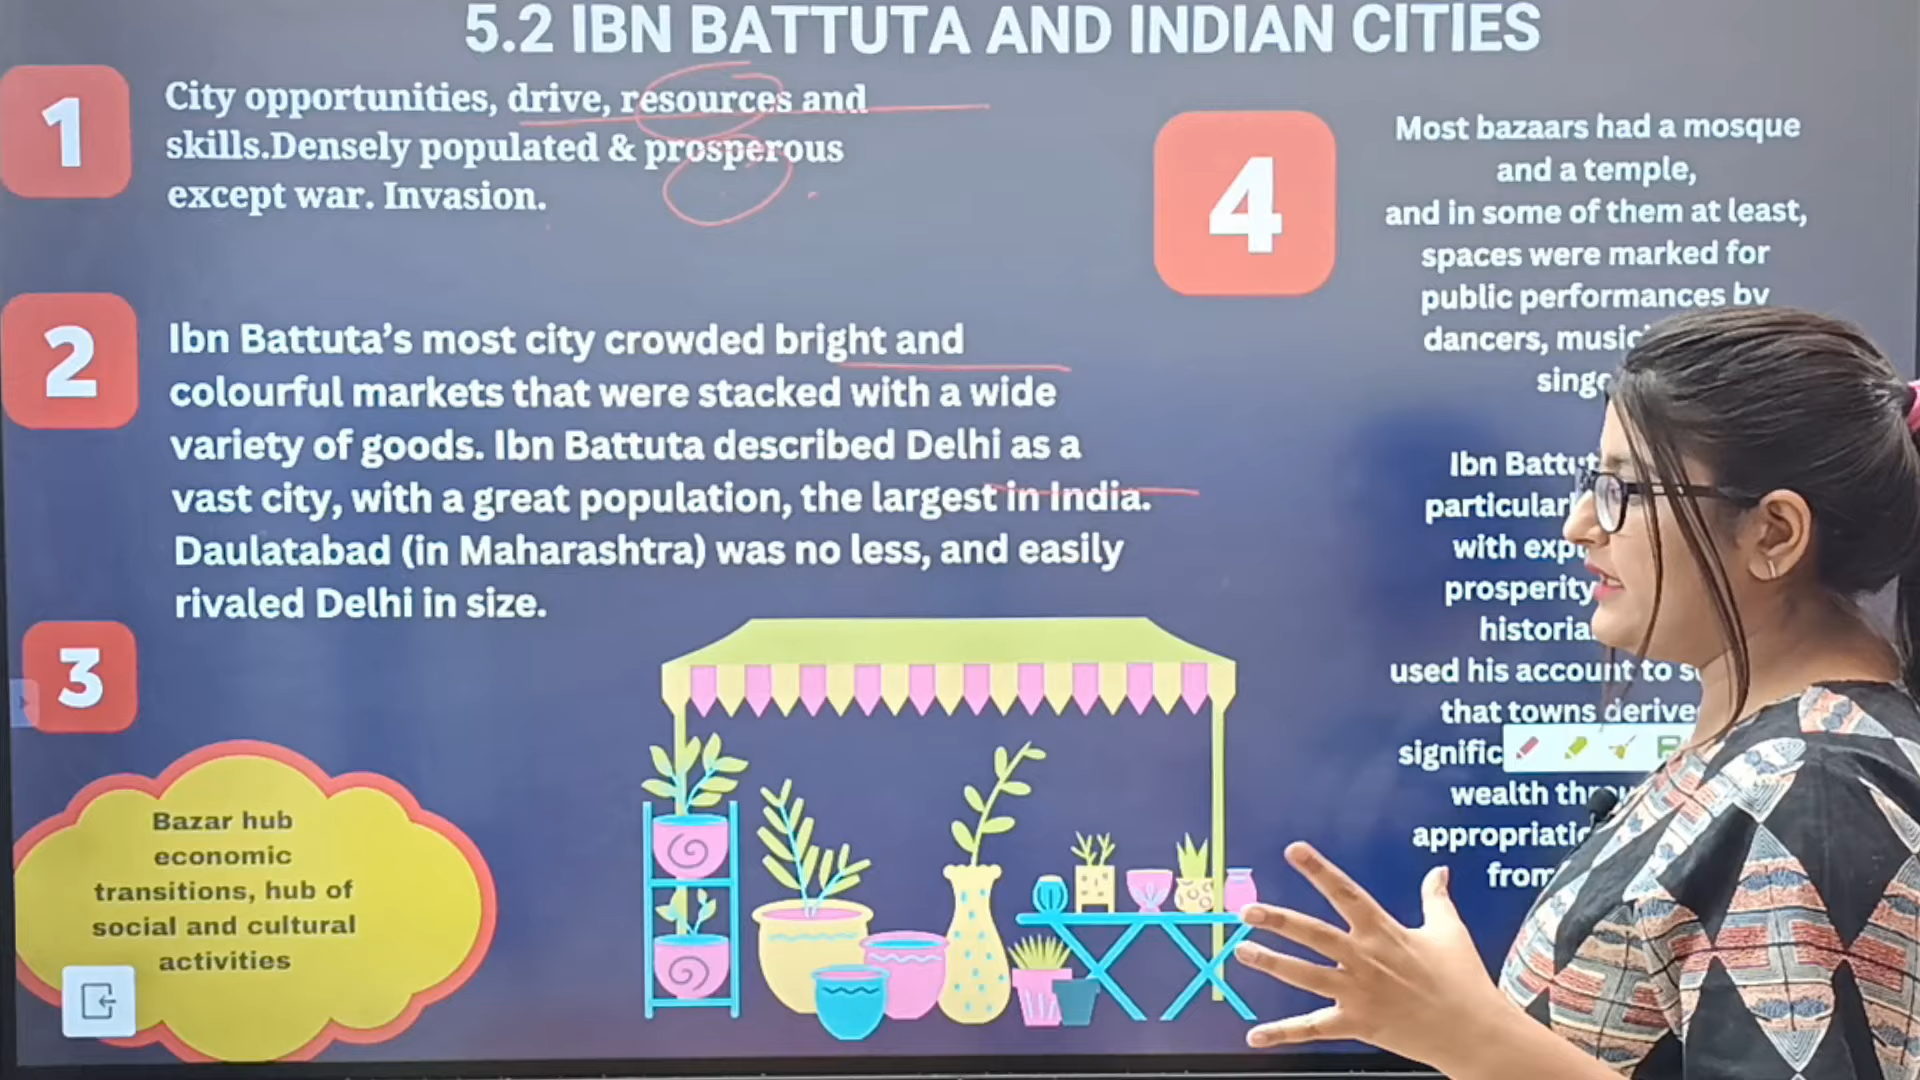 5.2 IBN BATTUTA AND INDIAN CITIES
1
City opportunities, drive, resources and
skills.Densely populated & prosperous
except war. Invasion.
2
Ibn Battuta's most city crowded bright and
colourful markets that were stacked with a wide
variety of goods. Ibn Battuta described Delhi as a
vast city, with a great population, the largest in India.
Daulatabad (in Maharashtra) was no less, and easily
rivaled Delhi in size.
3
Bazar hub
economic
transitions, hub of
social and cultural
activities
4
Most bazaars had a mosque
and a temple,
and in some of them at least,
spaces were marked for
public performances by
dancers,
Ibn
with
prosperity
used his account to
that towns
wealth
from